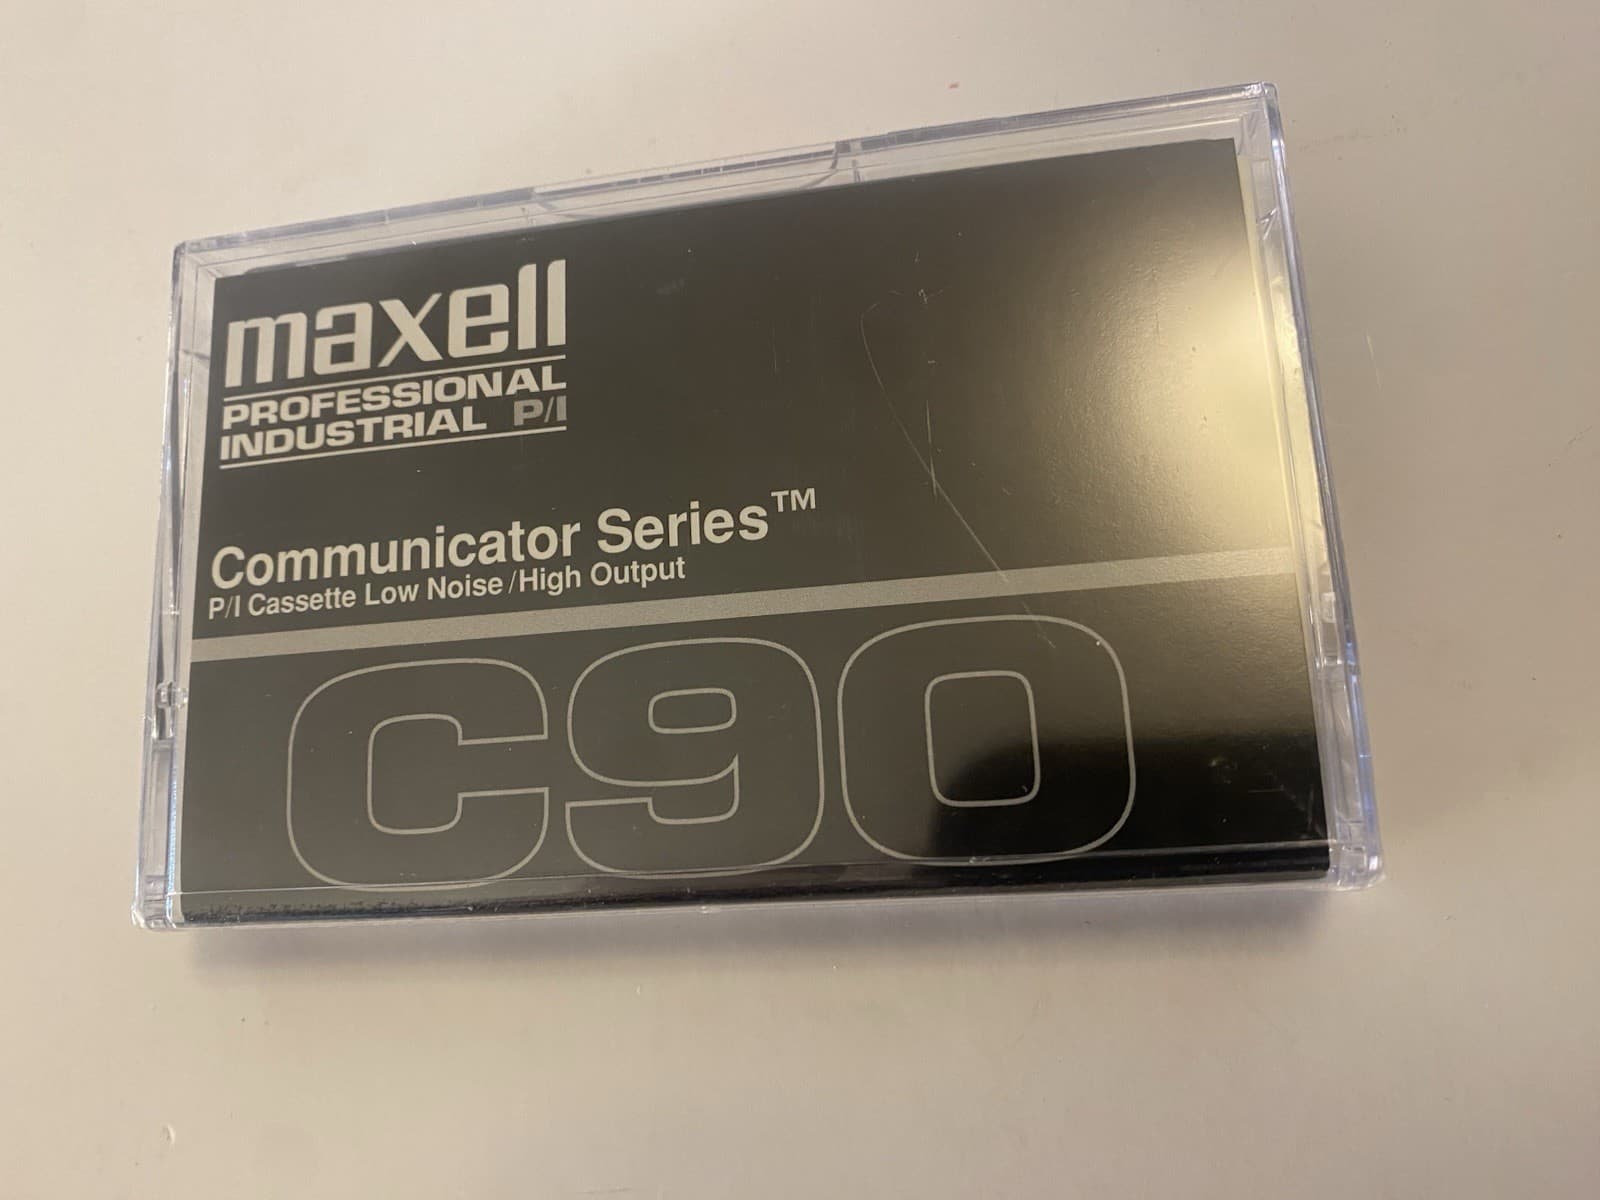 maxell
PROFESSIONAL
INDUSTRIAL P/I
Communicator Series™
P/I Cassette Low Noise/High Output
C90